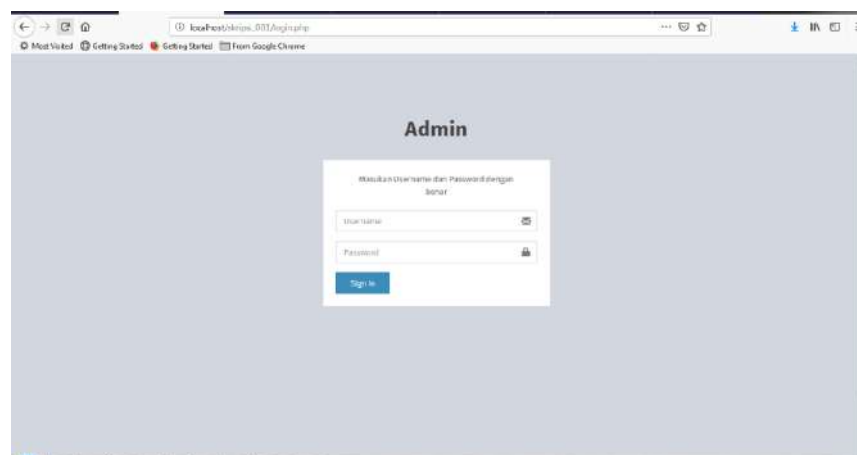 localhost/skripsi_001/login.php
Most Visited Getting Started Getting Started From Google Chrome
Admin
Masukan Username dan Password dengan
benar
Username
Password
Sign In